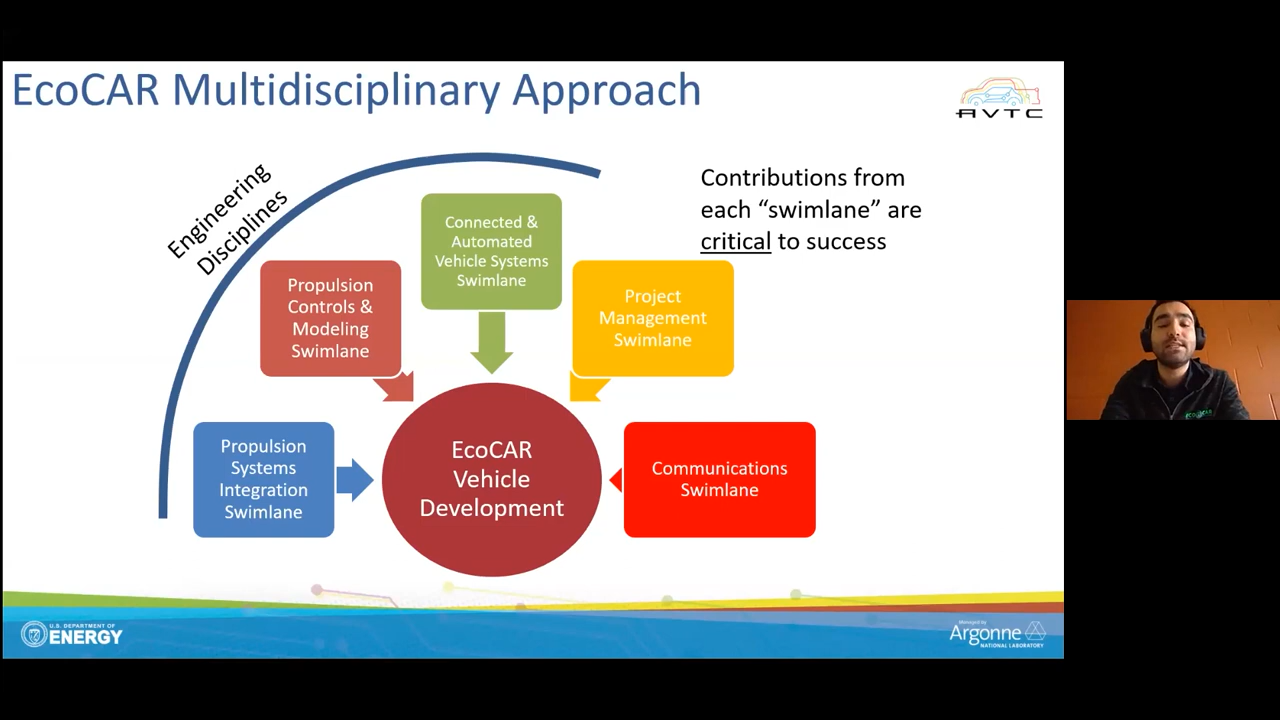 EcoCAR Multidisciplinary Approach
AVTC
Engineering
Disciplines
Contributions from
each “swimlane” are
critical to success
Connected &
Automated
Vehicle Systems
Swimlane
Propulsion
Controls &
Modeling
Swimlane
Project
Management
Swimlane
Propulsion
Systems
Integration
Swimlane
EcoCAR
Vehicle
Development
Communications
Swimlane
U.S. DEPARTMENT OF
ENERGY
Managed by
Argonne
NATIONAL LABORATORY